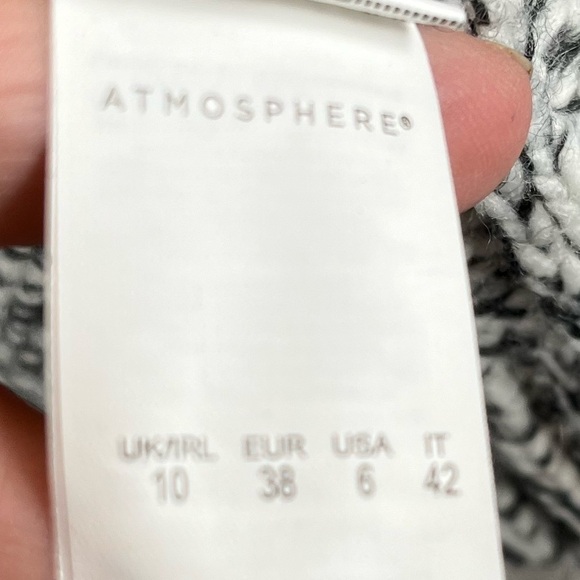 ATMOSPHERE®
UK/IRL EUR USA IT
10 38 6 42